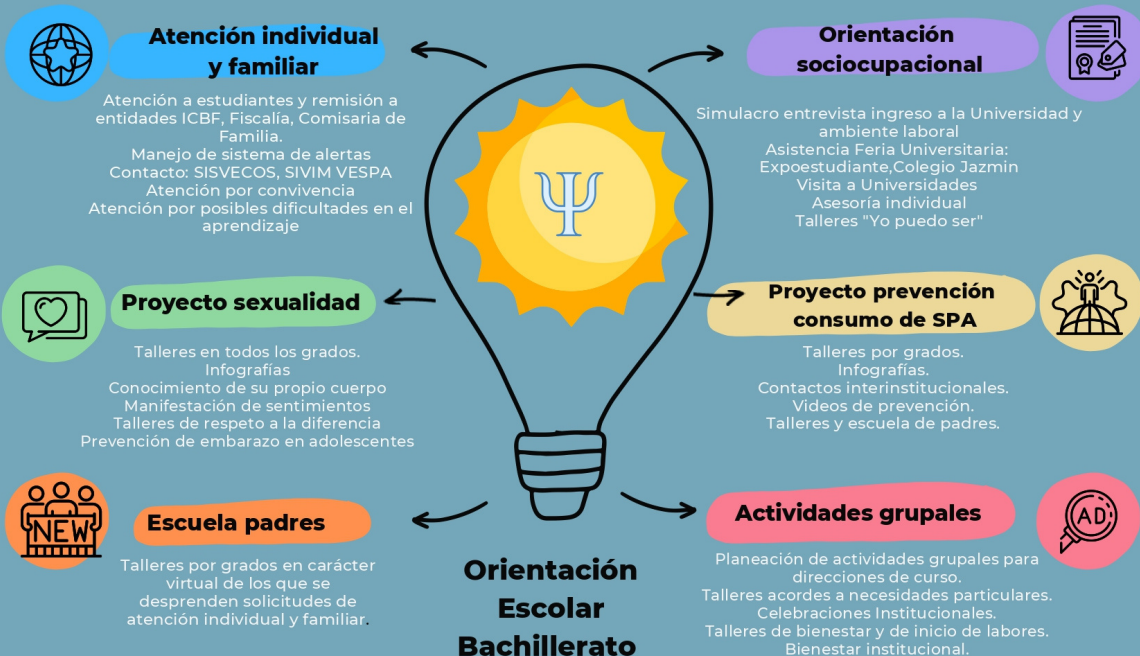 Atención individual
y familiar
Atención a estudiantes y remisión a
entidades ICBF, Fiscalía, Comisaria de
Familia.
Manejo de sistema de alertas
Contacto: SISVECOS, SIVIM VESPA
Atención por convivencia
Atención por posibles dificultades en el
aprendizaje
Orientación
sociocupacional
Simulacro entrevista ingreso a la Universidad y
ambiente laboral
Asistencia Feria Universitaria:
Expoestudiante,Colegio Jazmin
Visita a Universidades
Asesoría individual
Talleres "Yo puedo ser"
Ψ
Proyecto sexualidad
Talleres en todos los grados.
Infografías
Conocimiento de su propio cuerpo
Manifestación de sentimientos
Talleres de respeto a la diferencia
Prevención de embarazo en adolescentes
Proyecto prevención
consumo de SPA
Talleres por grados.
Infografías.
Contactos interinstitucionales.
Videos de prevención.
Talleres y escuela de padres.
NEW
Escuela padres
Talleres por grados en carácter
virtual de los que se
desprenden solicitudes de
atención individual y familiar.
Actividades grupales
AD
Planeación de actividades grupales para
direcciones de curso.
Talleres acordes a necesidades particulares.
Celebraciones Institucionales.
Talleres de bienestar y de inicio de labores.
Bienestar institucional.
Orientación
Escolar
Bachillerato